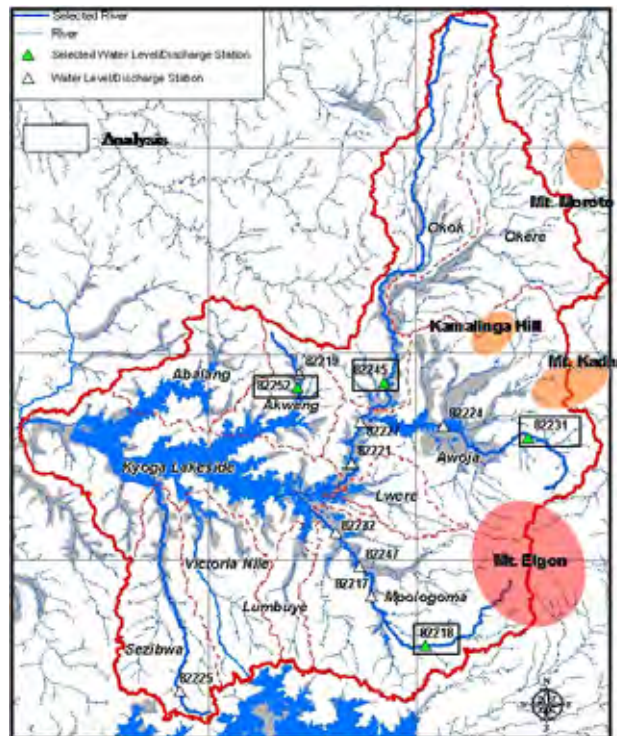 Selected River
River
Selected Water Level/Discharge Station
Water Level/Discharge Station
Analysis
Mt. Moroto
Okok
Okere
Kamalinga Hill
82219
82245
Mt. Kadam
Abalang
82252
Akweng
82224
82231
82227
Awoja
Kyoga Lakeside
82221
Lwere
Victoria Nile
82247
Mt. Elgon
82217
Mpologoma
Lumbuye
82218
Sezibwa
82225
N